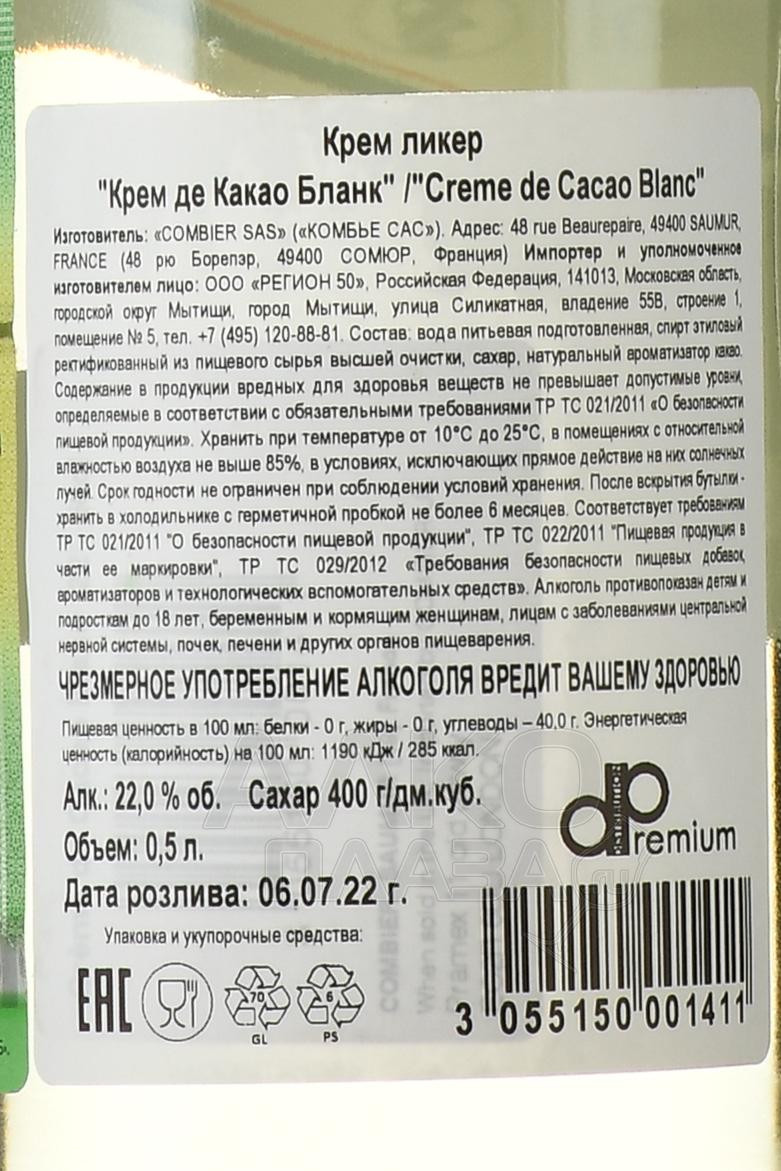 Крем ликер
"Крем де Какао Бланк" /"Creme de Cacao Blanc"
Изготовитель: «COMBIER SAS» («КОМБЬЕ САС»). Адрес: 48 rue Beaurepaire, 49400 SAUMUR,
FRANCE (48 рю Борепэр, 49400 СОМЮР, Франция) Импортер и уполномоченное
изготовителем лицо: ООО «РЕГИОН 50», Российская Федерация, 141013, Московская область,
городской округ Мытищи, город Мытищи, улица Силикатная, владение 55В, строение 1,
помещение № 5, тел. +7 (495) 120-88-81. Состав: вода питьевая подготовленная, спирт этиловый
ректификованный из пищевого сырья высшей очистки, сахар, натуральный ароматизатор какао.
Содержание в продукции вредных для здоровья веществ не превышает допустимые уровни,
определяемые в соответствии с обязательными требованиями ТР ТС 021/2011 «О безопасности
пищевой продукции». Хранить при температуре от 10°С до 25°С, в помещениях с относительной
влажностью воздуха не выше 85%, в условиях, исключающих прямое действие на них солнечных
лучей. Срок годности не ограничен при соблюдении условий хранения. После вскрытия бутылки -
хранить в холодильнике с герметичной пробкой не более 6 месяцев. Соответствует требованиям
ТР ТС 021/2011 "О безопасности пищевой продукции", ТР ТС 022/2011 "Пищевая продукция в
части ее маркировки", ТР ТС 029/2012 «Требования безопасности пищевых добавок,
ароматизаторов и технологических вспомогательных средств». Алкоголь противопоказан детям и
подросткам до 18 лет, беременным и кормящим женщинам, лицам с заболеваниями центральной
нервной системы, почек, печени и других органов пищеварения.
ЧРЕЗМЕРНОЕ УПОТРЕБЛЕНИЕ АЛКОГОЛЯ ВРЕДИТ ВАШЕМУ ЗДОРОВЬЮ
Пищевая ценность в 100 мл: белки - 0 г, жиры - 0 г, углеводы – 40,0 г. Энергетическая
ценность (калорийность) на 100 мл: 1190 кДж / 285 ккал.
Алк.: 22,0 % об. Сахар 400 г/дм.куб.
Объем: 0,5 л.
Дата розлива: 06.07.22 г.
Упаковка и укупорочные средства:
dPremium
EAC
70
GL
6
PS
3 055150 001411
АЛКО
ПЛАЗА.ru